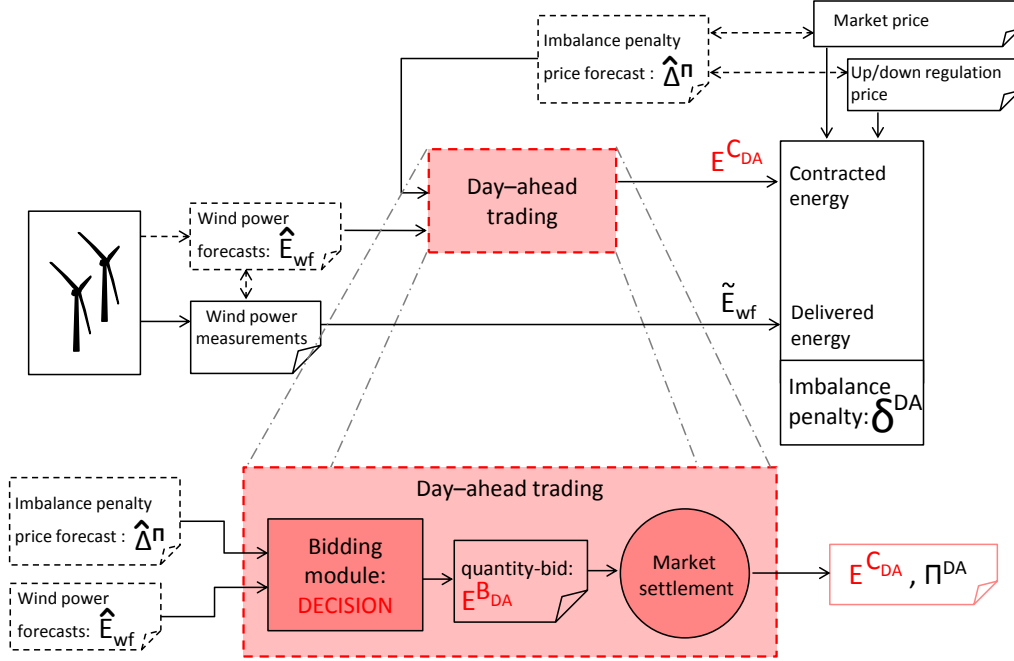 Market price
Imbalance penalty
price forecast : Δ̂ᴨ
Up/down regulation
price
Day–ahead
trading
E^C_DA
Contracted
energy
Wind power
forecasts: Ê_wf
Wind power
measurements
Ẽ_wf
Delivered
energy
Imbalance
penalty: δ^DA
Day–ahead trading
Imbalance penalty
price forecast : Δ̂ᴨ
Bidding
module:
DECISION
quantity-bid:
E^B_DA
Market
settlement
E^C_DA , Π^DA
Wind power
forecasts: Ê_wf